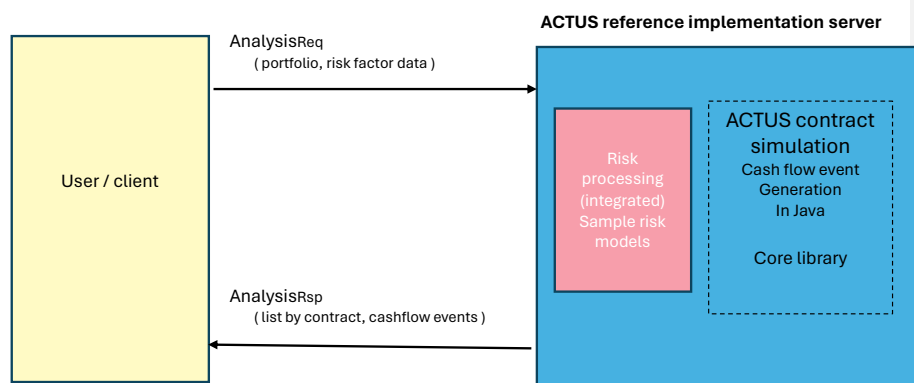 ACTUS reference implementation server
AnalysisReq
( portfolio, risk factor data )
User / client
Risk
processing
(integrated)
Sample risk
models
ACTUS contract
simulation
Cash flow event
Generation
In Java
Core library
AnalysisRsp
( list by contract, cashflow events )